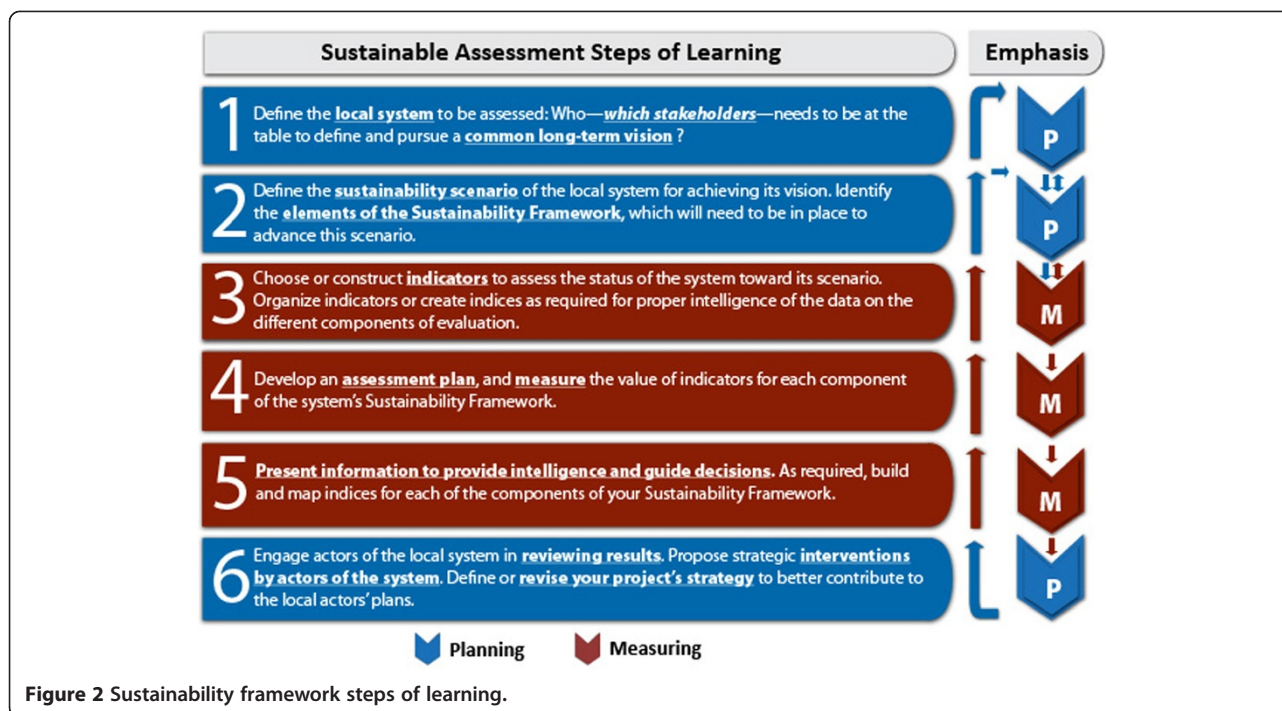 Sustainable Assessment Steps of Learning
Emphasis
1
Define the local system to be assessed: Who—which stakeholders—needs to be at the
table to define and pursue a common long-term vision ?
P
2
Define the sustainability scenario of the local system for achieving its vision. Identify
the elements of the Sustainability Framework, which will need to be in place to
advance this scenario.
P
3
Choose or construct indicators to assess the status of the system toward its scenario.
Organize indicators or create indices as required for proper intelligence of the data on the
different components of evaluation.
M
4
Develop an assessment plan, and measure the value of indicators for each component
of the system's Sustainability Framework.
M
5
Present information to provide intelligence and guide decisions. As required, build
and map indices for each of the components of your Sustainability Framework.
M
6
Engage actors of the local system in reviewing results. Propose strategic interventions
by actors of the system. Define or revise your project's strategy to better contribute to
the local actors' plans.
P
Planning
Measuring
Figure 2 Sustainability framework steps of learning.